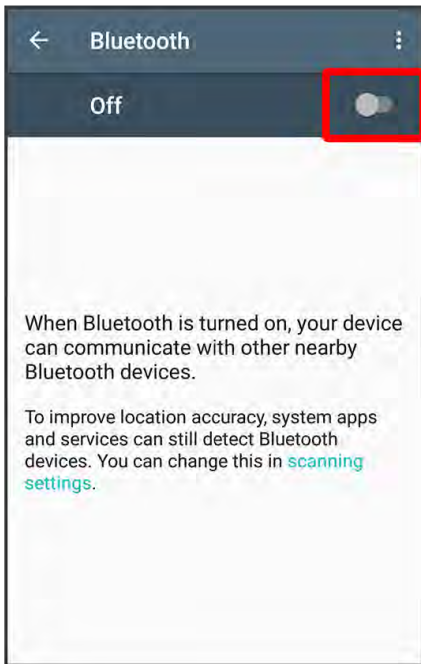 Bluetooth
Off
When Bluetooth is turned on, your device
can communicate with other nearby
Bluetooth devices.
To improve location accuracy, system apps
and services can still detect Bluetooth
devices. You can change this in scanning
settings.